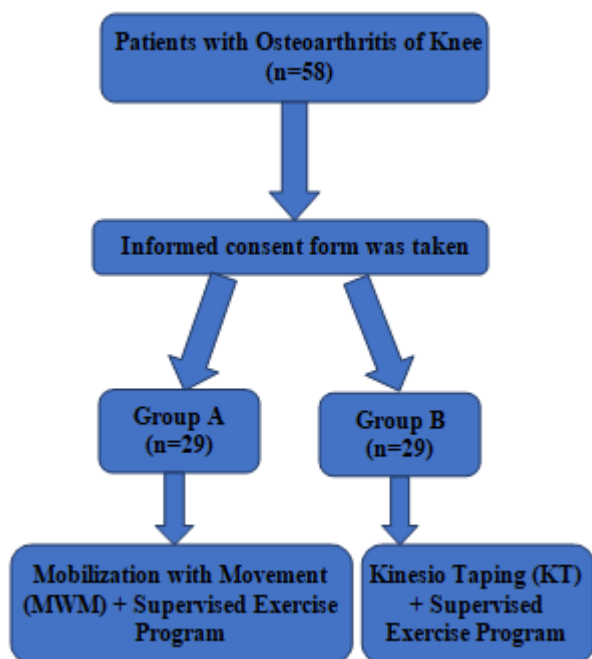 Patients with Osteoarthritis of Knee
(n=58)
Informed consent form was taken
Group A
(n=29)
Group B
(n=29)
Mobilization with Movement
(MWM) + Supervised Exercise
Program
Kinesio Taping (KT)
+ Supervised
Exercise Program